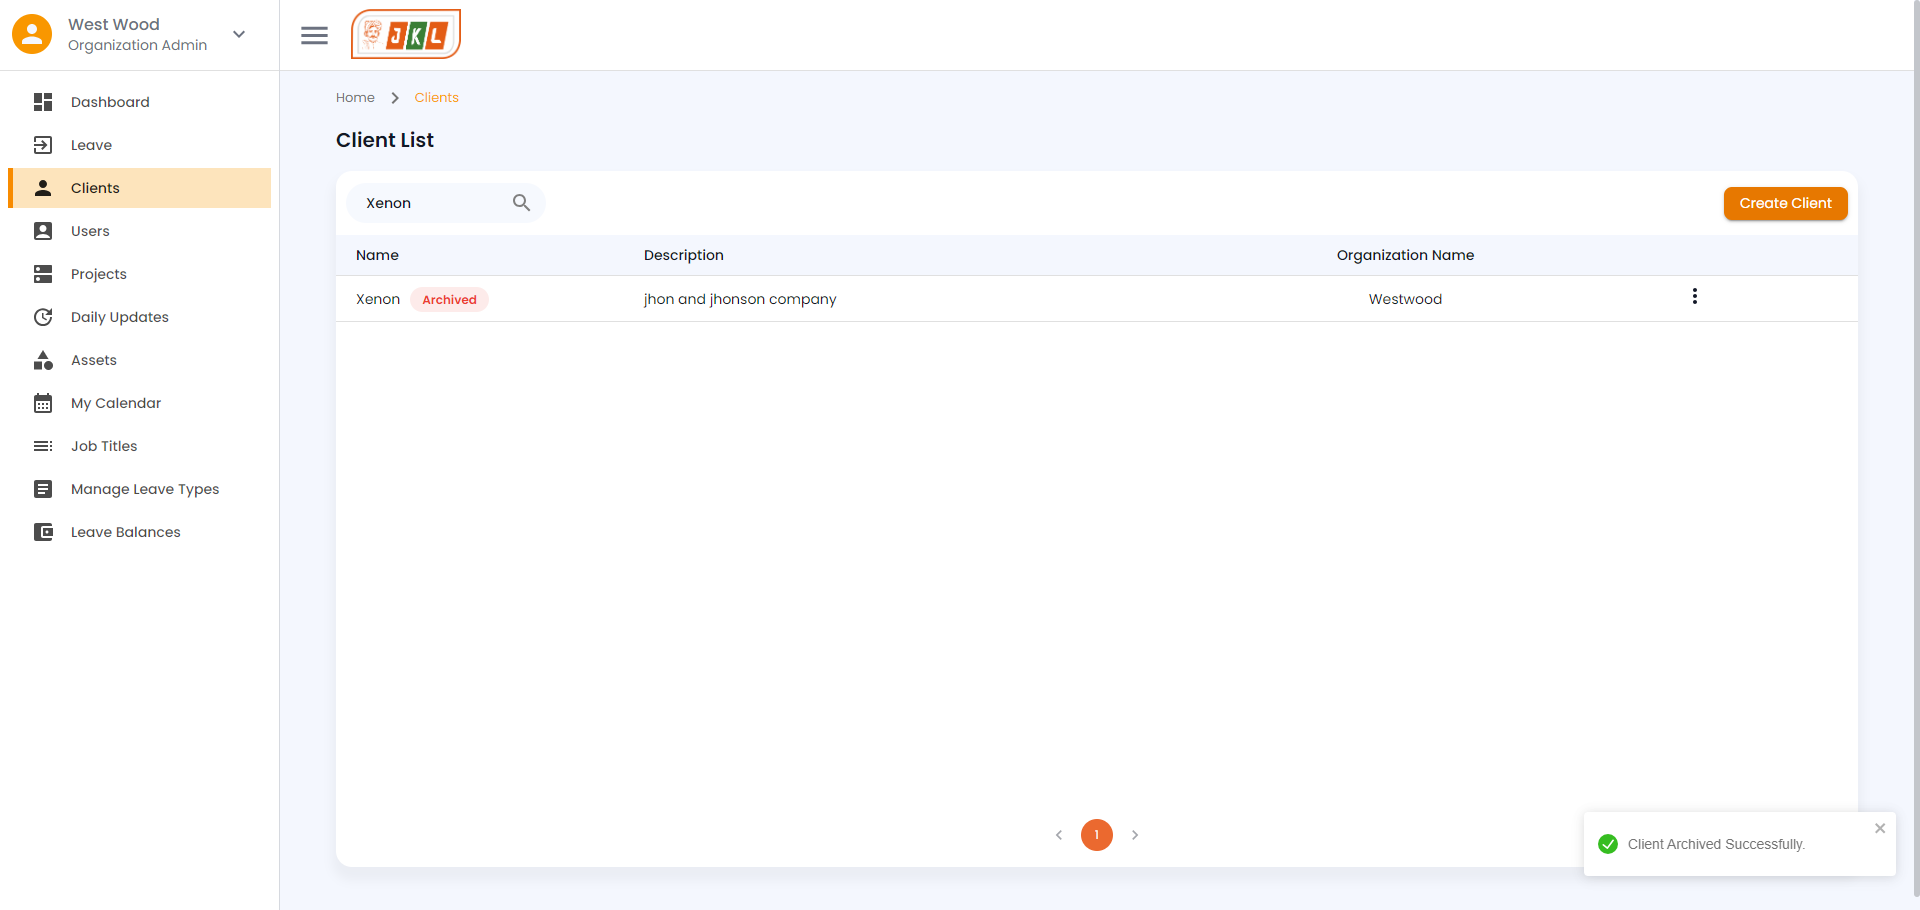 West Wood
Organization Admin
JKL
Dashboard
Leave
Clients
Users
Projects
Daily Updates
Assets
My Calendar
Job Titles
Manage Leave Types
Leave Balances
Home
Clients
Client List
Xenon
Create Client
Name Description Organization Name
Xenon Archived jhon and jhonson company Westwood
1
Client Archived Successfully.